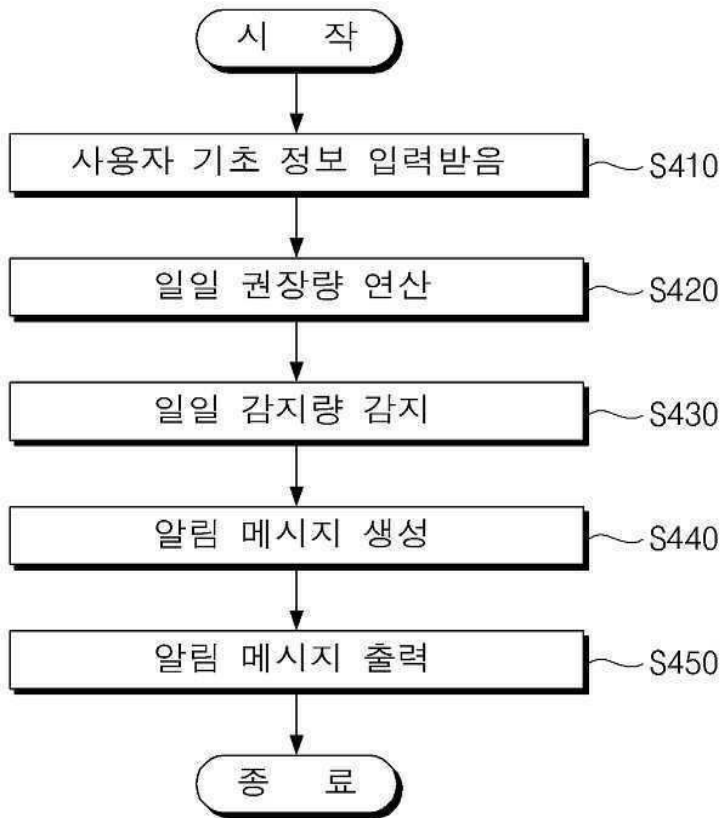 시 작
사용자 기초 정보 입력받음 S410
일일 권장량 연산 S420
일일 감지량 감지 S430
알림 메시지 생성 S440
알림 메시지 출력 S450
종 료